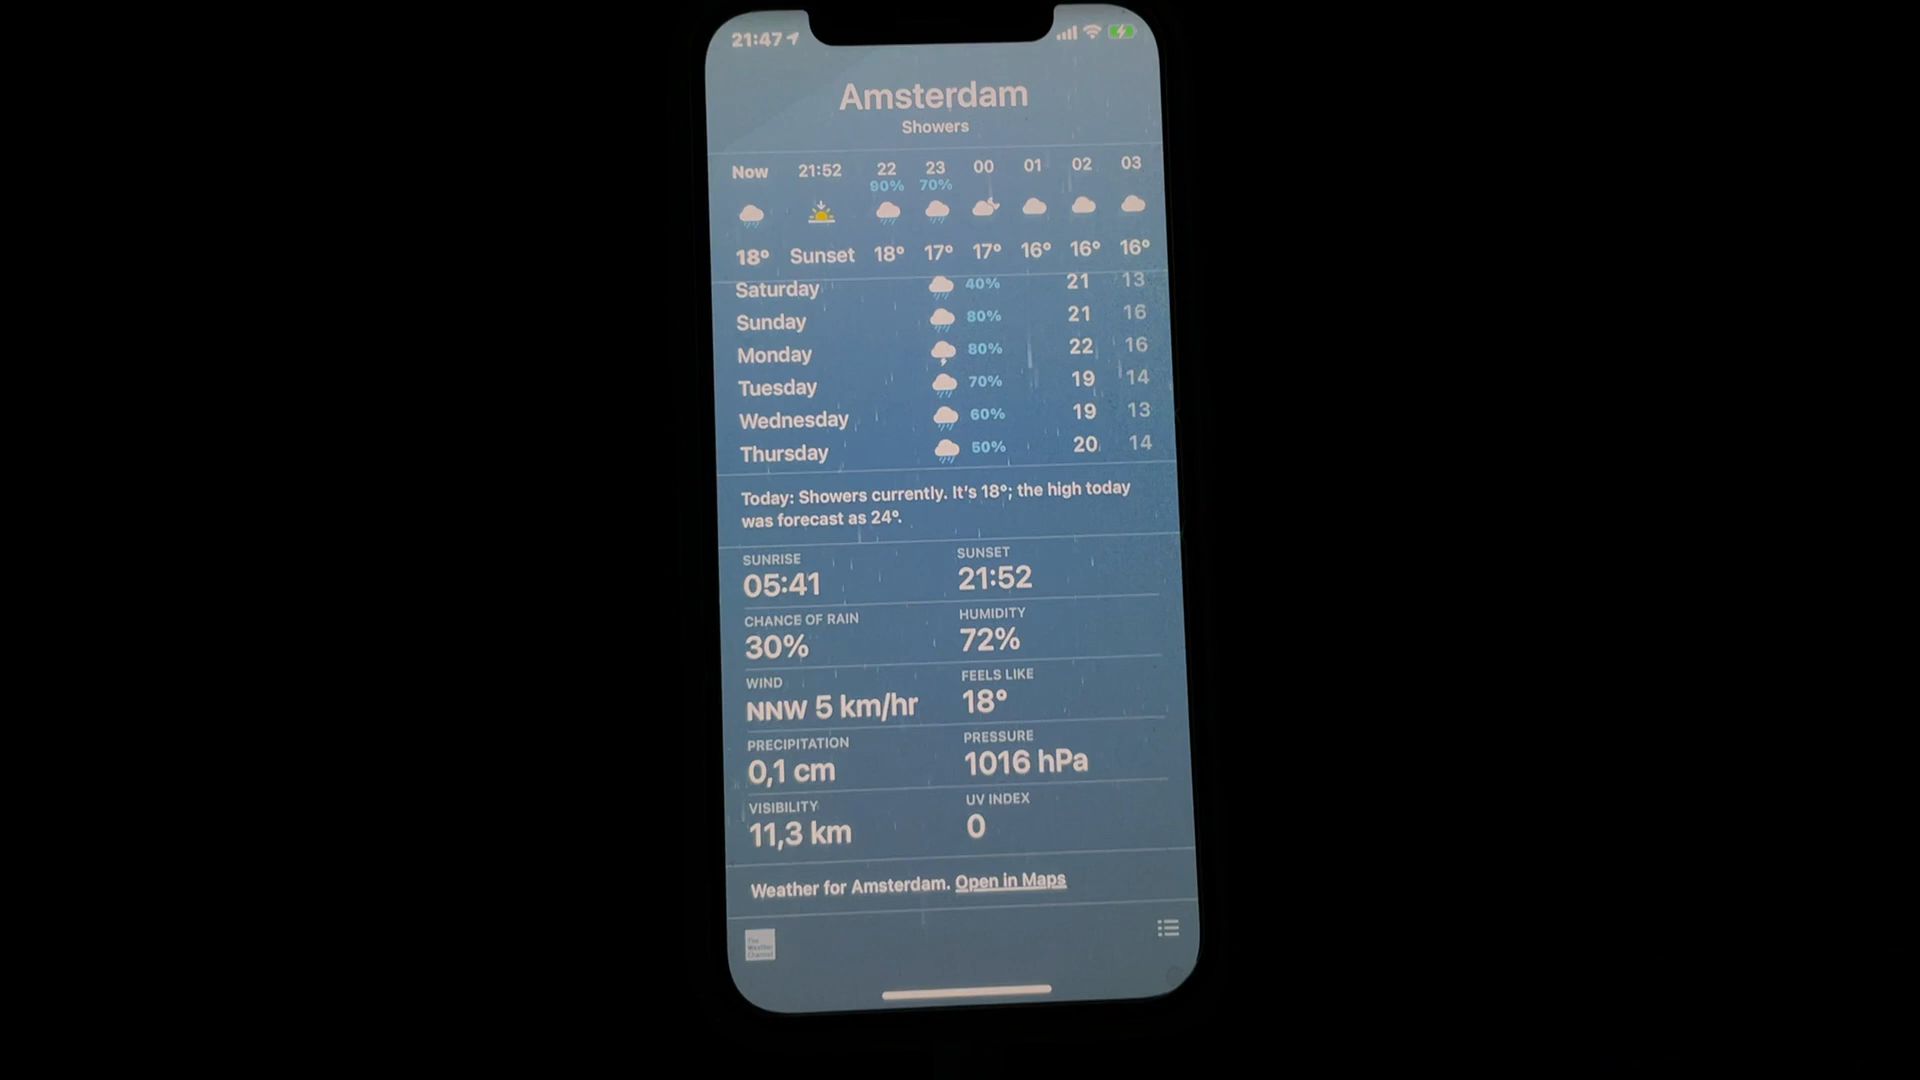 21:47
Amsterdam
Showers
Now 21:52 22 23 00 01 02 03
90% 70%
18° Sunset 18° 17° 17° 16° 16° 16°
Saturday 40% 21 13
Sunday 80% 21 16
Monday 80% 22 16
Tuesday 70% 19 14
Wednesday 60% 19 13
Thursday 50% 20 14
Today: Showers currently. It's 18°; the high today
was forecast as 24°.
SUNRISE SUNSET
05:41 21:52
CHANCE OF RAIN HUMIDITY
30% 72%
WIND FEELS LIKE
NNW 5 km/hr 18°
PRECIPITATION PRESSURE
0,1 cm 1016 hPa
VISIBILITY UV INDEX
11,3 km 0
Weather for Amsterdam. Open in Maps
The
Weather
Channel